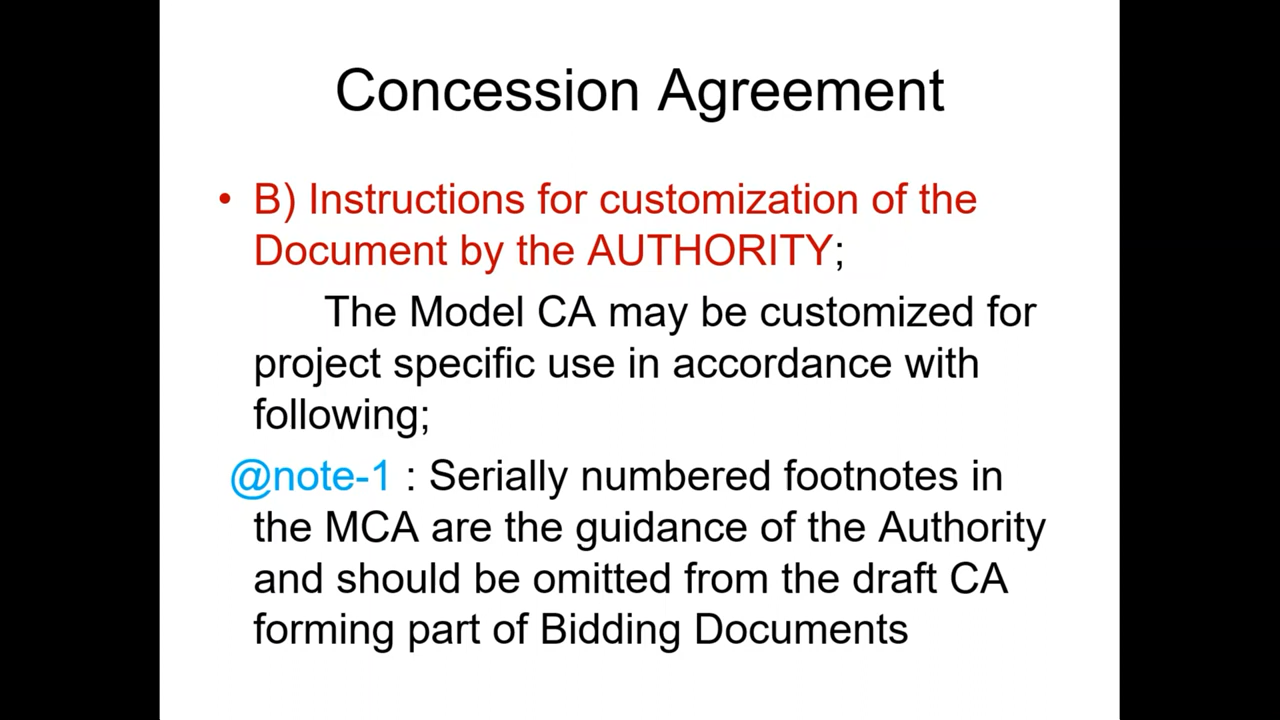 Concession Agreement
• B) Instructions for customization of the
Document by the AUTHORITY;
The Model CA may be customized for
project specific use in accordance with
following;
@note-1 : Serially numbered footnotes in
the MCA are the guidance of the Authority
and should be omitted from the draft CA
forming part of Bidding Documents